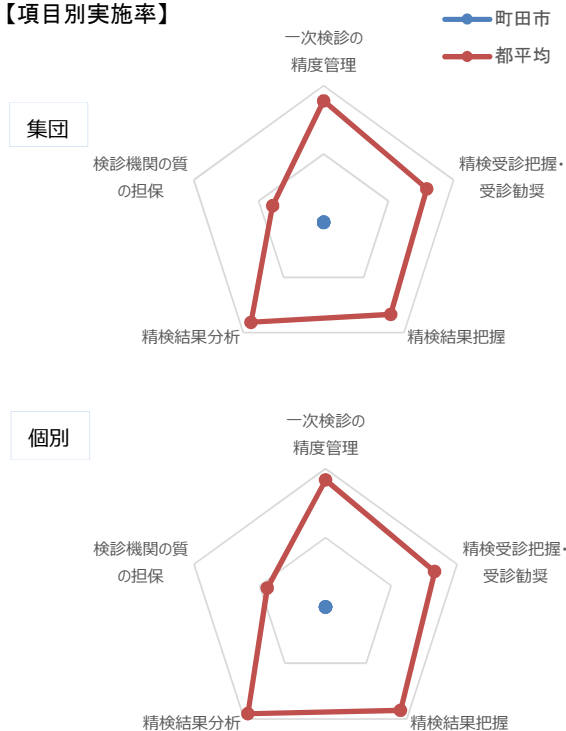 【項目別実施率】
町田市
都平均
集団
一次検診の
精度管理
精検受診把握・
受診勧奨
精検結果把握
精検結果分析
検診機関の質
の担保
個別
一次検診の
精度管理
精検受診把握・
受診勧奨
精検結果把握
精検結果分析
検診機関の質
の担保